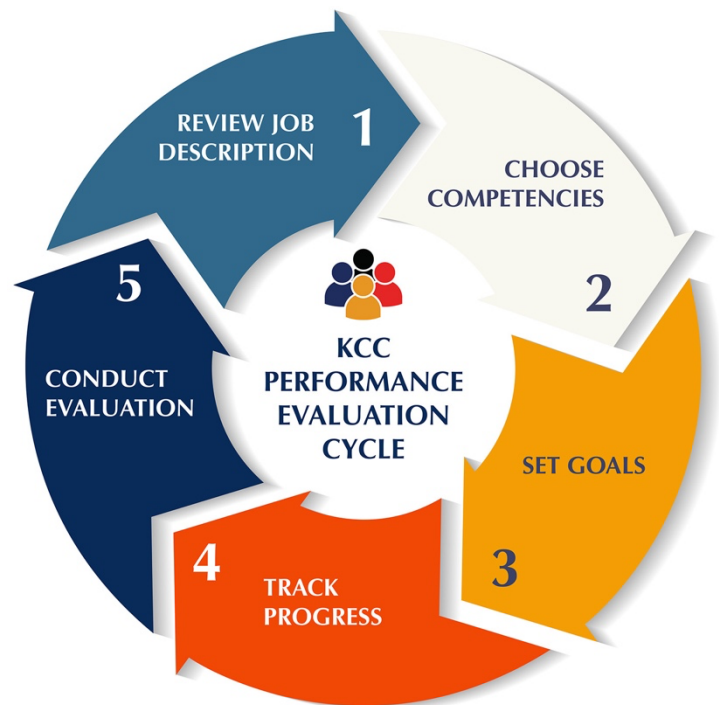 KCC
PERFORMANCE
EVALUATION
CYCLE
REVIEW JOB
DESCRIPTION
1
CHOOSE
COMPETENCIES
2
SET GOALS
3
4
TRACK
PROGRESS
5
CONDUCT
EVALUATION